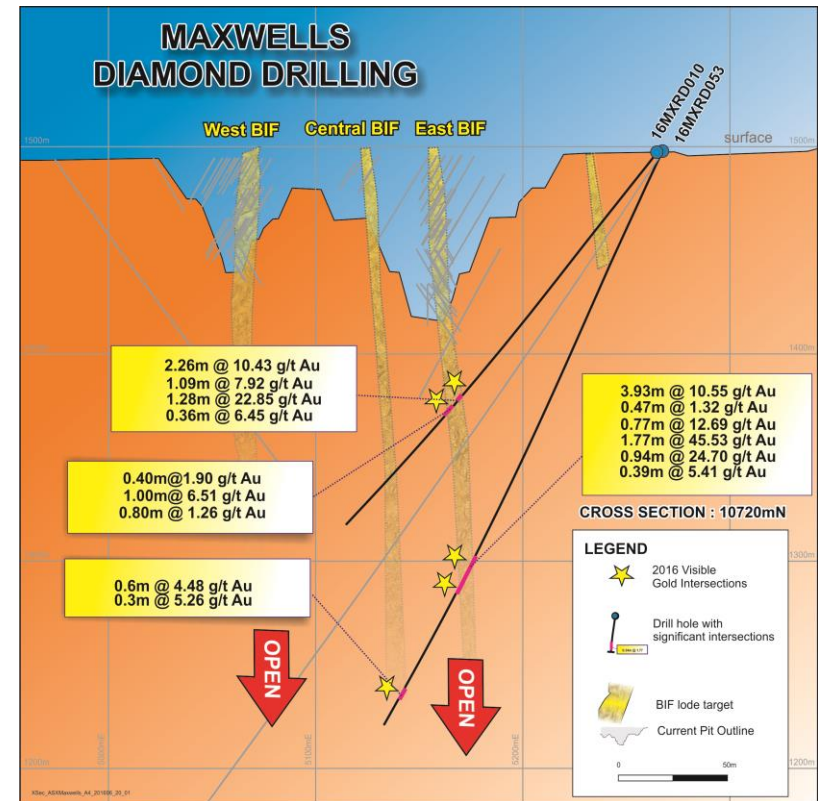 MAXWELLS
DIAMOND DRILLING
16MXRD010
16MXRD053
West BIF
Central BIF
East BIF
surface
1500m
1500m
1400m
2.26m @ 10.43 g/t Au
1.09m @ 7.92 g/t Au
1.28m @ 22.85 g/t Au
0.36m @ 6.45 g/t Au
3.93m @ 10.55 g/t Au
0.47m @ 1.32 g/t Au
0.77m @ 12.69 g/t Au
1.77m @ 45.53 g/t Au
0.94m @ 24.70 g/t Au
0.39m @ 5.41 g/t Au
0.40m@1.90 g/t Au
1.00m @ 6.51 g/t Au
0.80m @ 1.26 g/t Au
CROSS SECTION : 10720mN
1300m
1300m
0.6m @ 4.48 g/t Au
0.3m @ 5.26 g/t Au
OPEN
OPEN
LEGEND
2016 Visible
Gold Intersections
Drill hole with
significant intersections
BIF lode target
Current Pit Outline
0
50m
5000mE
5100mE
5200mE
1200m
1200m